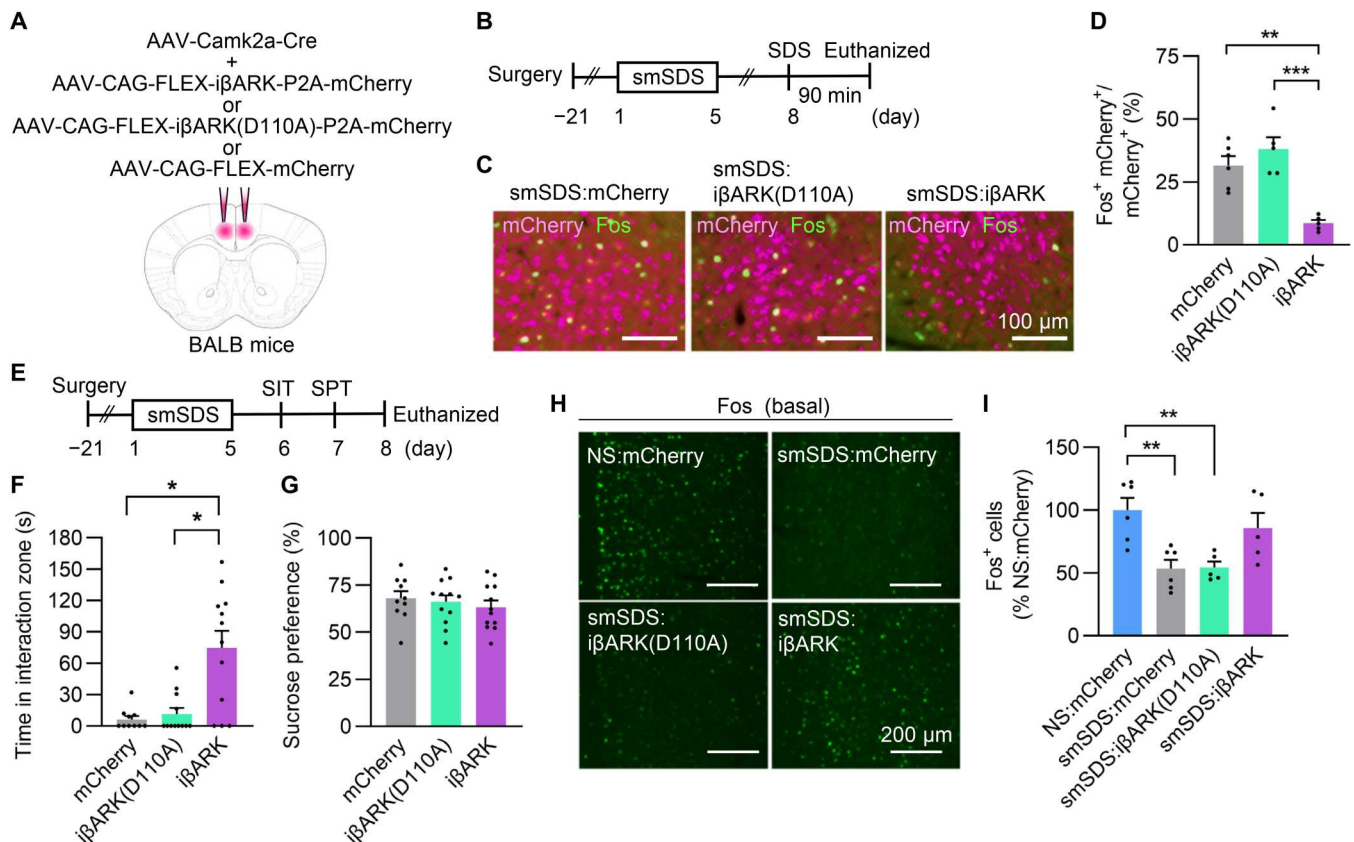 A
AAV-Camk2a-Cre
+
AAV-CAG-FLEX-iβARK-P2A-mCherry
or
AAV-CAG-FLEX-iβARK(D110A)-P2A-mCherry
or
AAV-CAG-FLEX-mCherry
BALB mice
B
SDS Euthanized
Surgery smSDS 90 min
−21 1 5 8 (day)
C
smSDS:mCherry
smSDS:
iβARK(D110A)
smSDS:iβARK
mCherry Fos
mCherry Fos
mCherry Fos
100 μm
D
Fos⁺ mCherry⁺/
mCherry⁺ (%)
75
50
25
0
**
***
mCherry
iβARK(D110A)
iβARK
E
Surgery SIT SPT
smSDS Euthanized
−21 1 5 6 7 8 (day)
F
Time in interaction zone (s)
180
150
120
90
60
30
0
*
*
mCherry
iβARK(D110A)
iβARK
G
Sucrose preference (%)
100
75
50
25
0
mCherry
iβARK(D110A)
iβARK
H
Fos (basal)
NS:mCherry
smSDS:mCherry
smSDS:
iβARK(D110A)
smSDS:
iβARK
200 μm
I
Fos⁺ cells
(% NS:mCherry)
150
100
50
0
**
**
NS:mCherry
smSDS:mCherry
smSDS:iβARK(D110A)
smSDS:iβARK